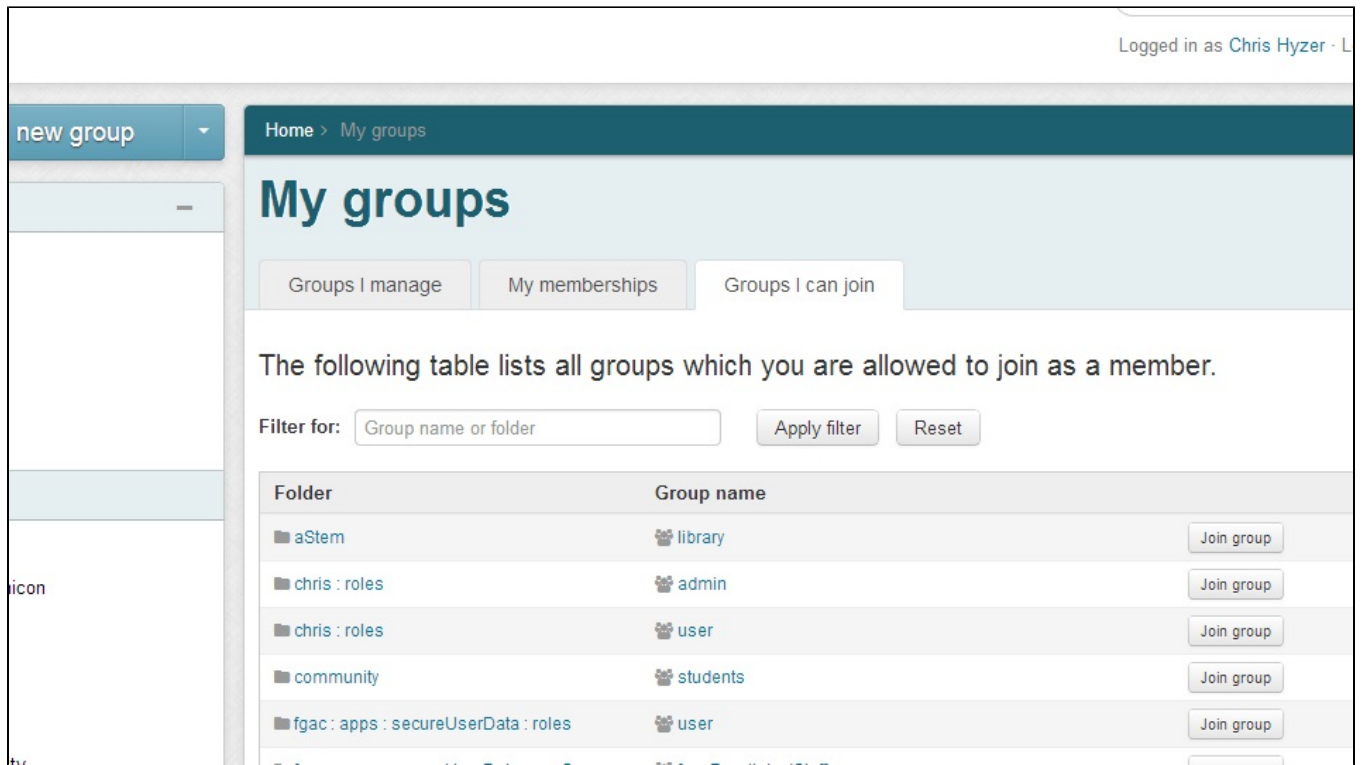 Logged in as Chris Hyzer ·
new group
Home > My groups
My groups
Groups I manage
My memberships
Groups I can join
The following table lists all groups which you are allowed to join as a member.
Filter for: Group name or folder Apply filter Reset
Folder Group name
aStem library Join group
chris : roles admin Join group
icon
chris : roles user Join group
community students Join group
fgac : apps : secureUserData : roles user Join group